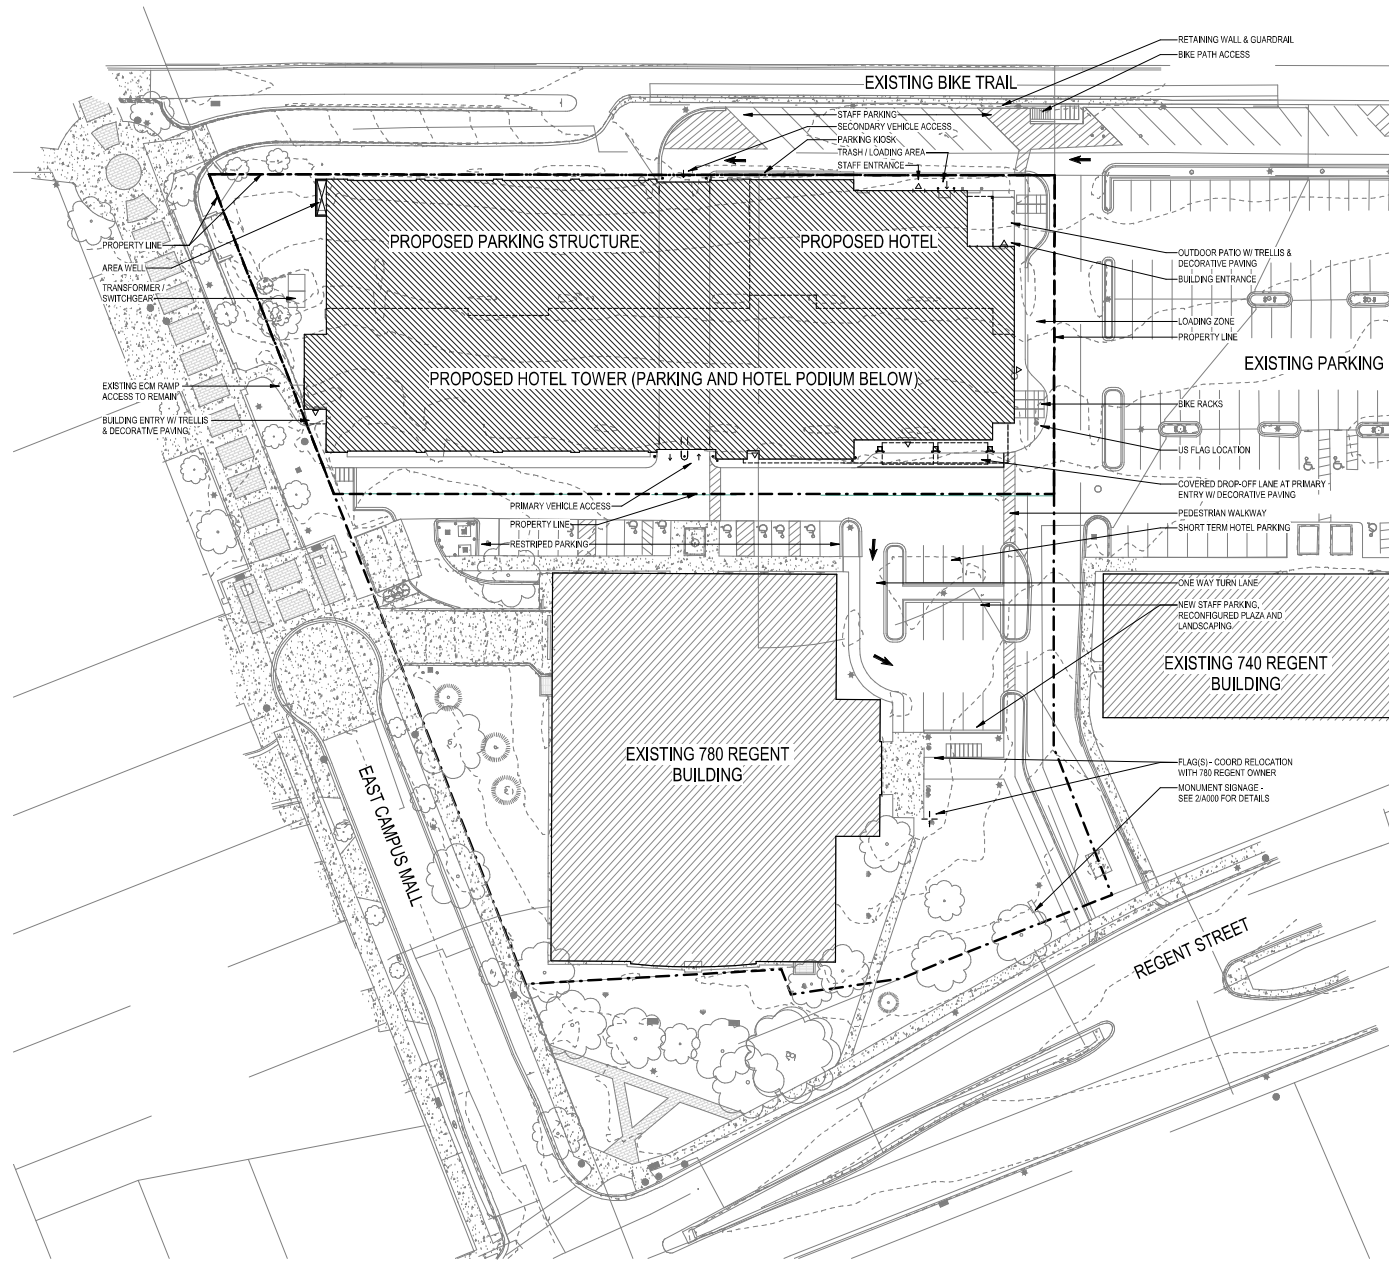 RETAINING WALL & GUARDRAIL
BIKE PATH ACCESS
EXISTING BIKE TRAIL
STAFF PARKING
SECONDARY VEHICLE ACCESS
PARKING KIOSK
TRASH / LOADING AREA
STAFF ENTRANCE
PROPERTY LINE
AREA WELL
TRANSFORMER /
SWITCHGEAR
PROPOSED PARKING STRUCTURE
PROPOSED HOTEL
OUTDOOR PATIO W/ TRELLIS &
DECORATIVE PAVING
BUILDING ENTRANCE
LOADING ZONE
PROPERTY LINE
EXISTING PARKING
EXISTING ECM RAMP
ACCESS TO REMAIN
BUILDING ENTRY W/ TRELLIS
& DECORATIVE PAVING
PROPOSED HOTEL TOWER (PARKING AND HOTEL PODIUM BELOW)
BIKE RACKS
US FLAG LOCATION
COVERED DROP-OFF LANE AT PRIMARY
ENTRY W/ DECORATIVE PAVING
PEDESTRIAN WALKWAY
SHORT TERM HOTEL PARKING
PRIMARY VEHICLE ACCESS
PROPERTY LINE
RESTRIPED PARKING
ONE WAY TURN LANE
NEW STAFF PARKING,
RECONFIGURED PLAZA AND
LANDSCAPING
EXISTING 740 REGENT
BUILDING
EXISTING 780 REGENT
BUILDING
FLAG(S) - COORD RELOCATION
WITH 780 REGENT OWNER
MONUMENT SIGNAGE -
SEE 2/A000 FOR DETAILS
EAST CAMPUS MALL
REGENT STREET